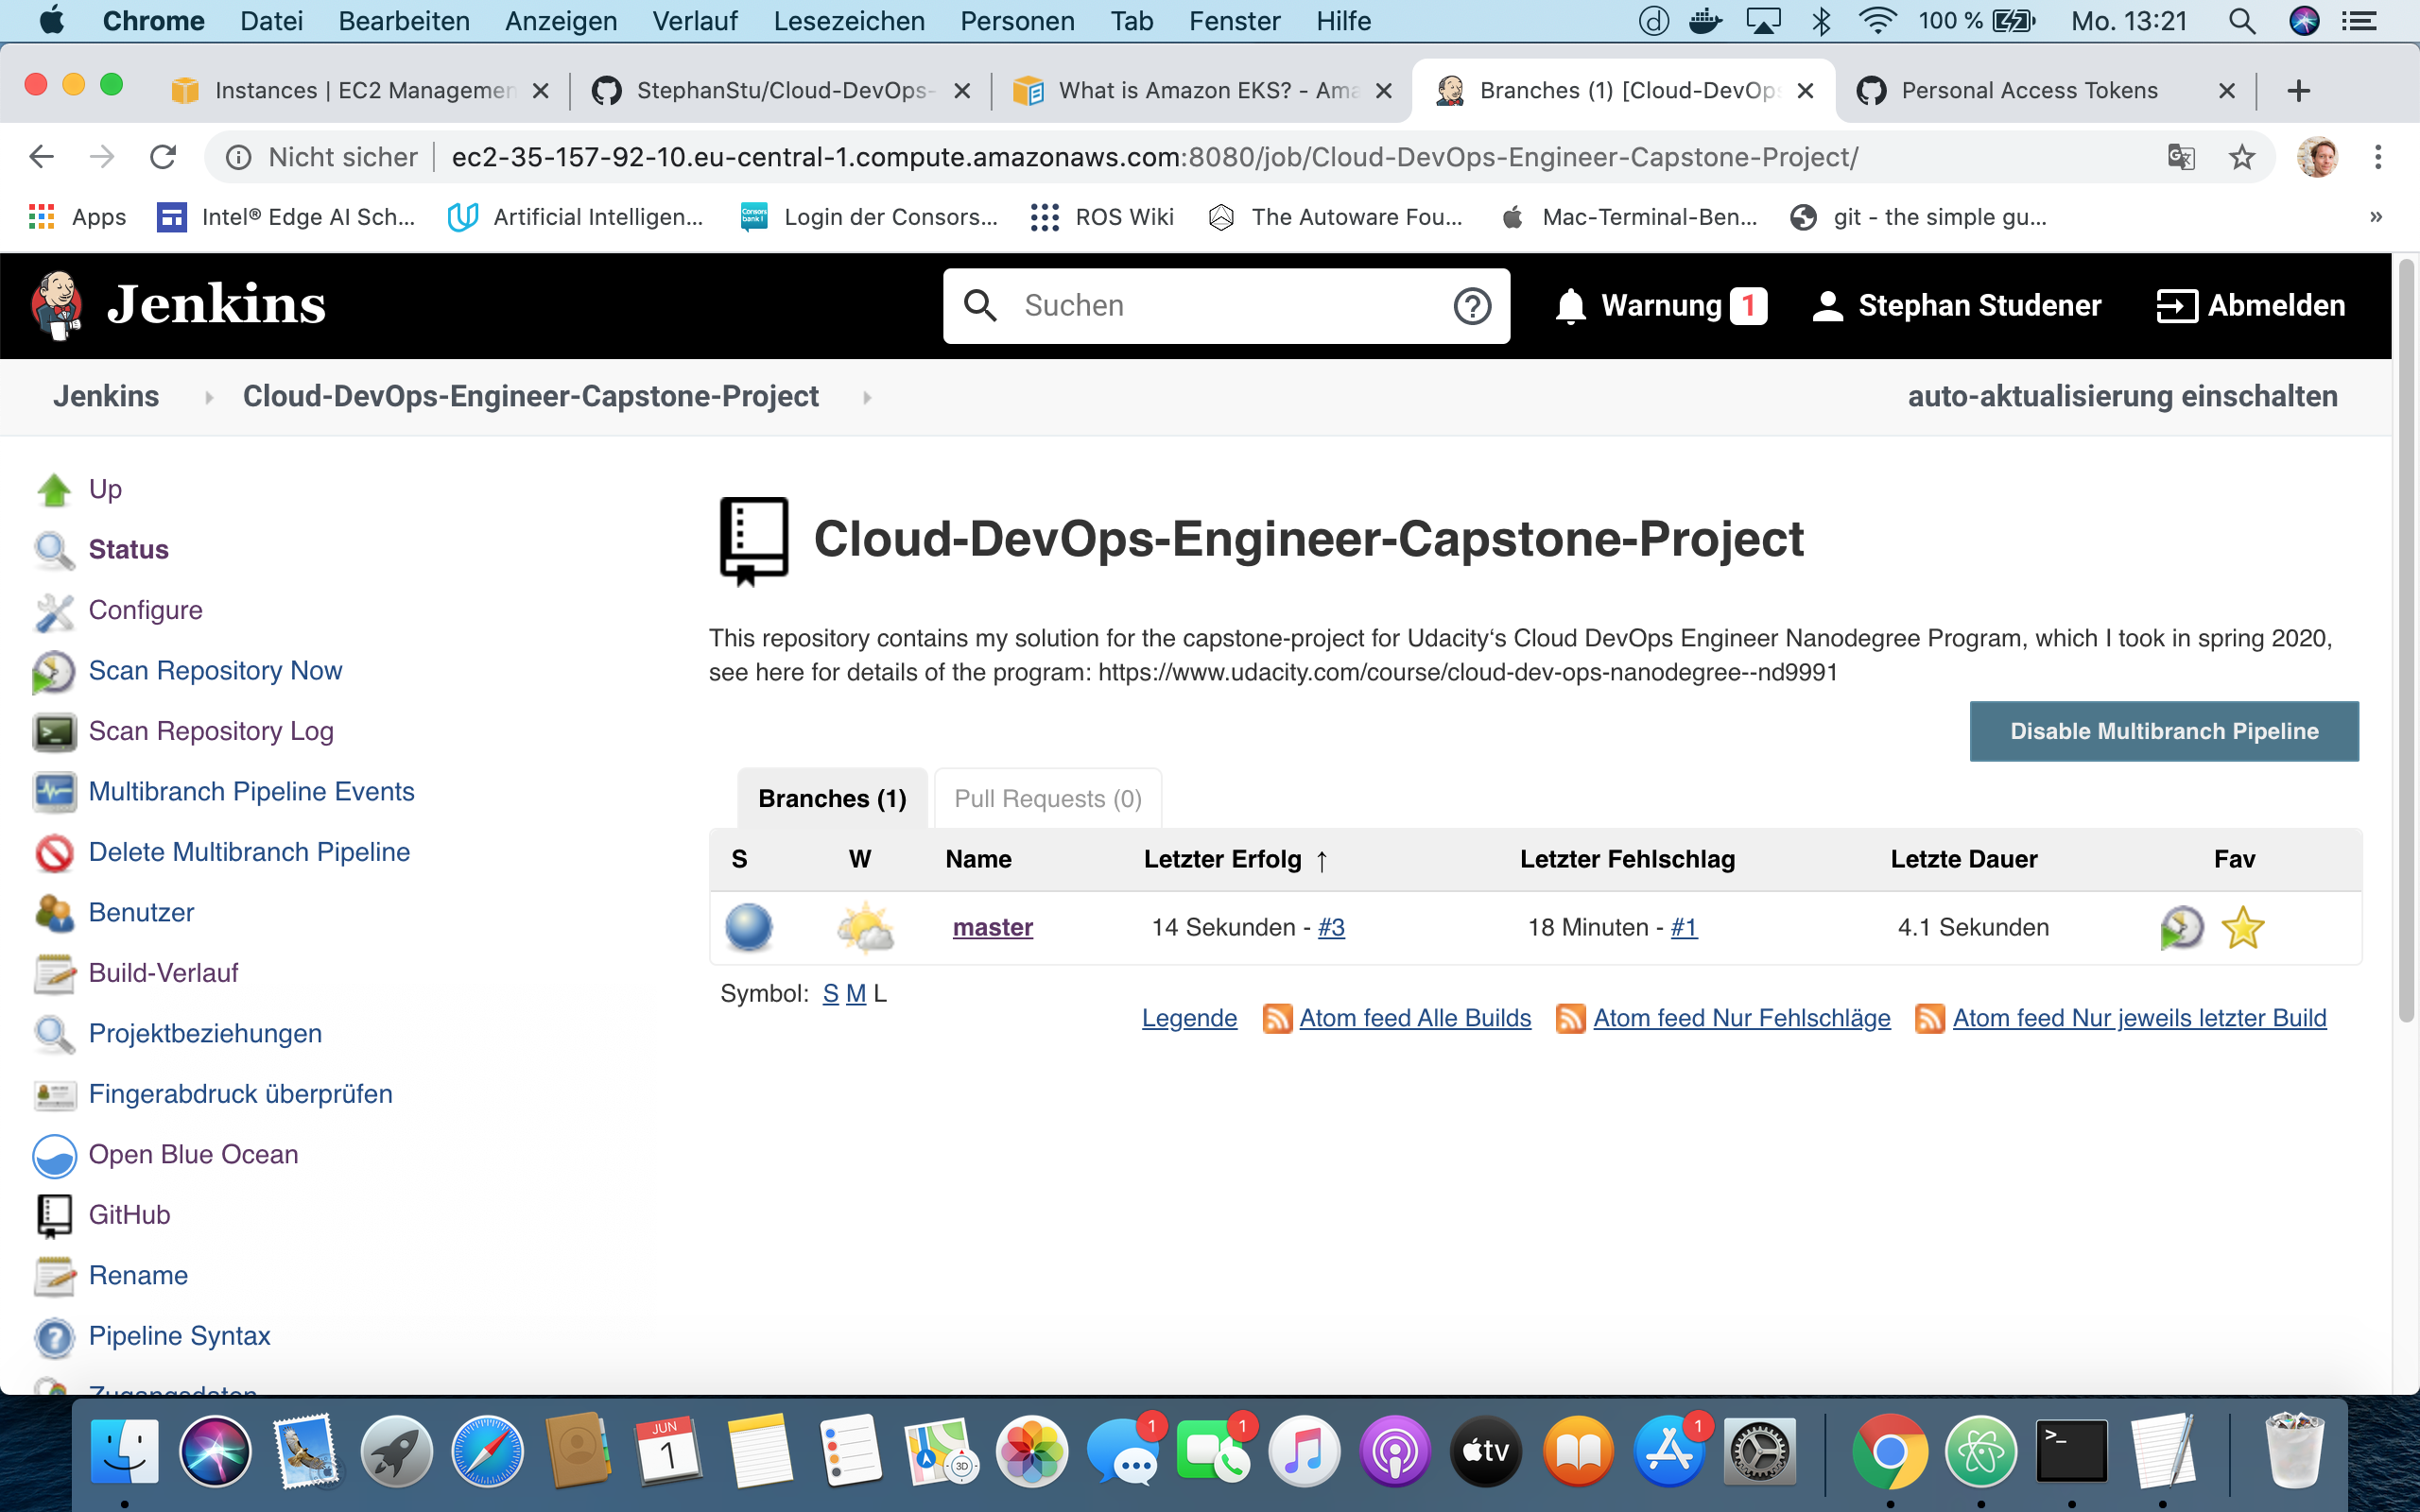 Chrome Datei Bearbeiten Anzeigen Verlauf Lesezeichen Personen Tab Fenster Hilfe 100 % Mo. 13:21
Instances | EC2 Managemen StephanStu/Cloud-DevOps- What is Amazon EKS? - Ama Branches (1) [Cloud-DevOps Personal Access Tokens
Nicht sicher ec2-35-157-92-10.eu-central-1.compute.amazonaws.com:8080/job/Cloud-DevOps-Engineer-Capstone-Project/
Apps Intel® Edge AI Sch... Artificial Intelligen... Login der Consors... ROS Wiki The Autoware Fou... Mac-Terminal-Ben... git - the simple gu... »
Jenkins Suchen Warnung 1 Stephan Studener Abmelden
Jenkins Cloud-DevOps-Engineer-Capstone-Project auto-aktualisierung einschalten
Up
Status
Configure
Scan Repository Now
Scan Repository Log
Multibranch Pipeline Events
Delete Multibranch Pipeline
Benutzer
Build-Verlauf
Projektbeziehungen
Fingerabdruck überprüfen
Open Blue Ocean
GitHub
Rename
Pipeline Syntax
Zugangsdaten
Cloud-DevOps-Engineer-Capstone-Project
This repository contains my solution for the capstone-project for Udacity‘s Cloud DevOps Engineer Nanodegree Program, which I took in spring 2020,
see here for details of the program: https://www.udacity.com/course/cloud-dev-ops-nanodegree--nd9991
Disable Multibranch Pipeline
Branches (1) Pull Requests (0)
S W Name Letzter Erfolg ↑ Letzter Fehlschlag Letzte Dauer Fav
master 14 Sekunden - #3 18 Minuten - #1 4.1 Sekunden
Symbol: S M L
Legende Atom feed Alle Builds Atom feed Nur Fehlschläge Atom feed Nur jeweils letzter Build
JUN
1
3D
1
1
tv
1
>_